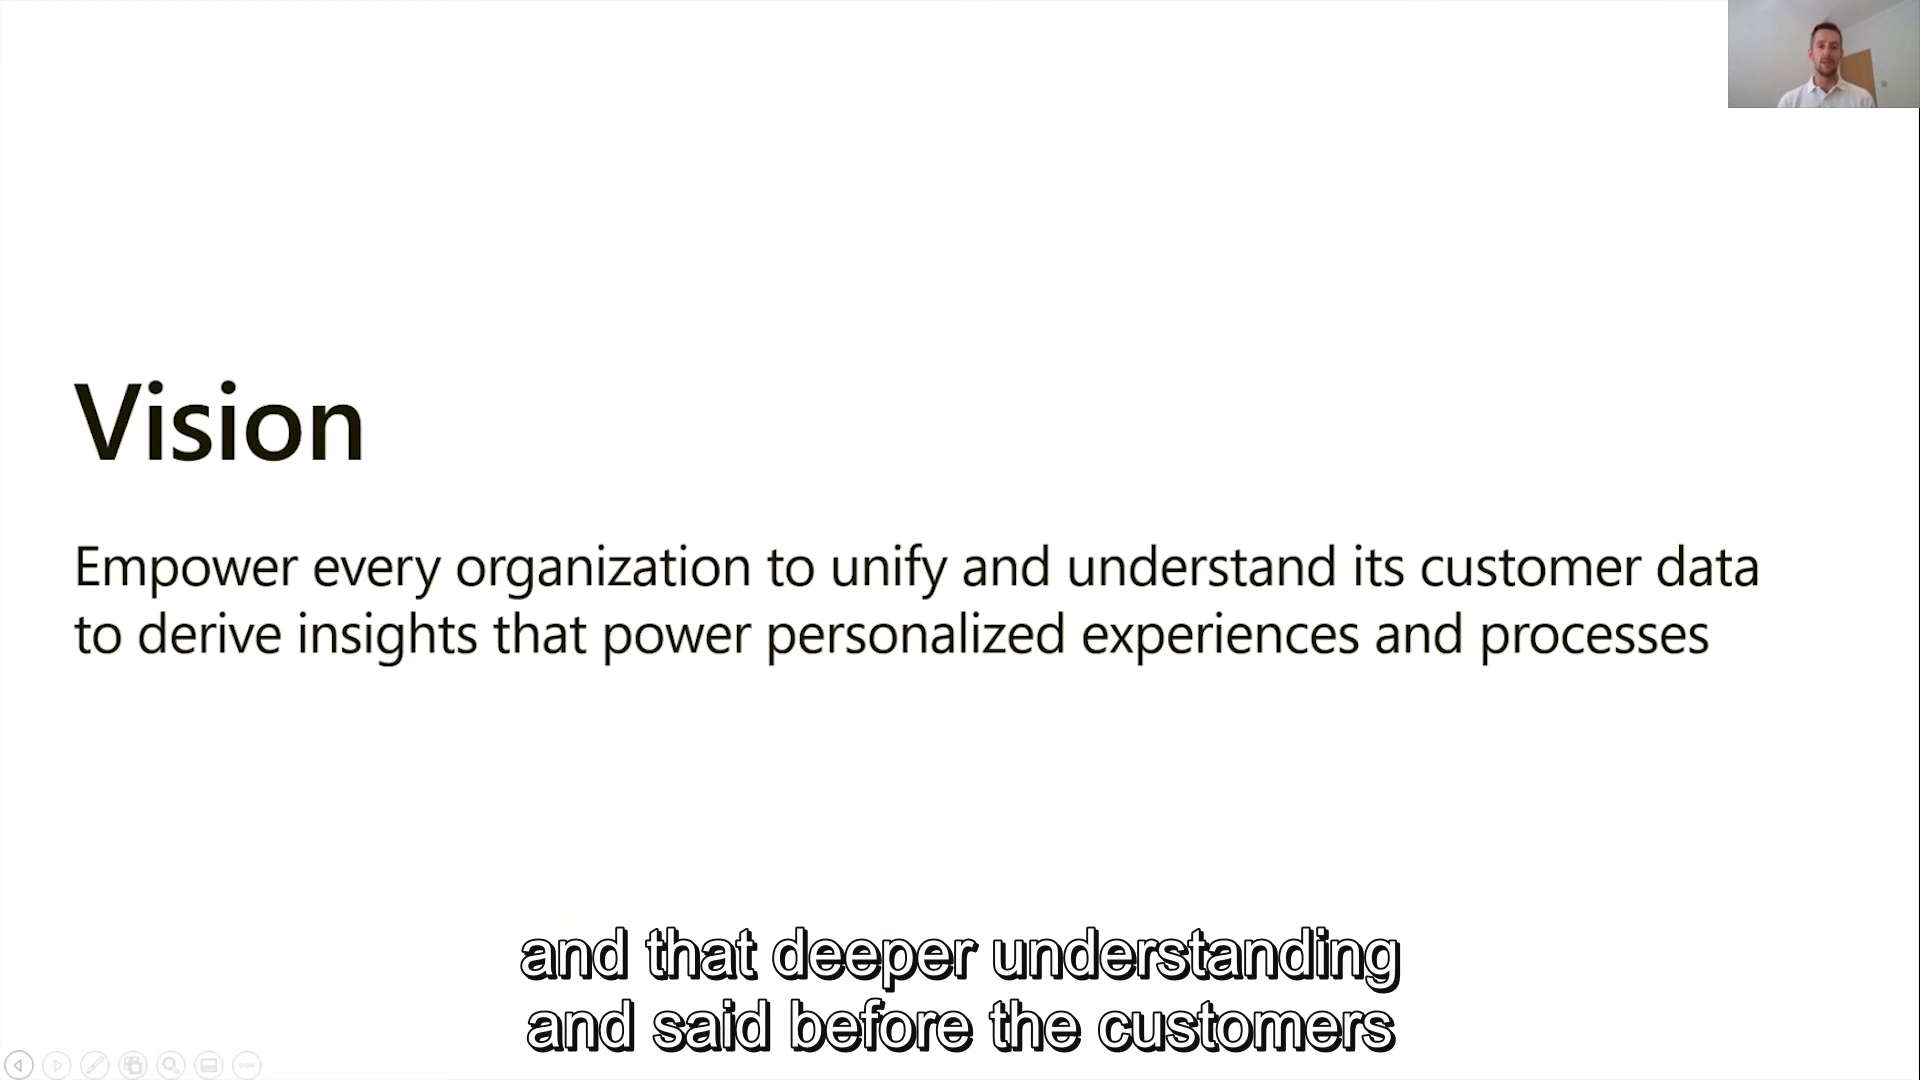 Vision
Empower every organization to unify and understand its customer data
to derive insights that power personalized experiences and processes
and that deeper understanding
and said before the customers